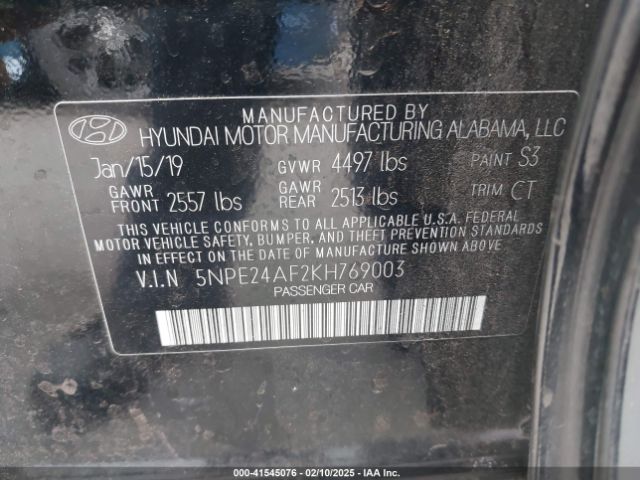 MANUFACTURED BY
HYUNDAI MOTOR MANUFACTURING ALABAMA, LLC
Jan/15/19 GVWR 4497 lbs PAINT S3
GAWR FRONT 2557 lbs GAWR REAR 2513 lbs TRIM CT
THIS VEHICLE CONFORMS TO ALL APPLICABLE U.S.A. FEDERAL
MOTOR VEHICLE SAFETY, BUMPER, AND THEFT PREVENTION STANDARDS
IN EFFECT ON THE DATE OF MANUFACTURE SHOWN ABOVE.
V.I.N 5NPE24AF2KH769003
PASSENGER CAR
000-41545076 - 02/10/2025 - IAA Inc.